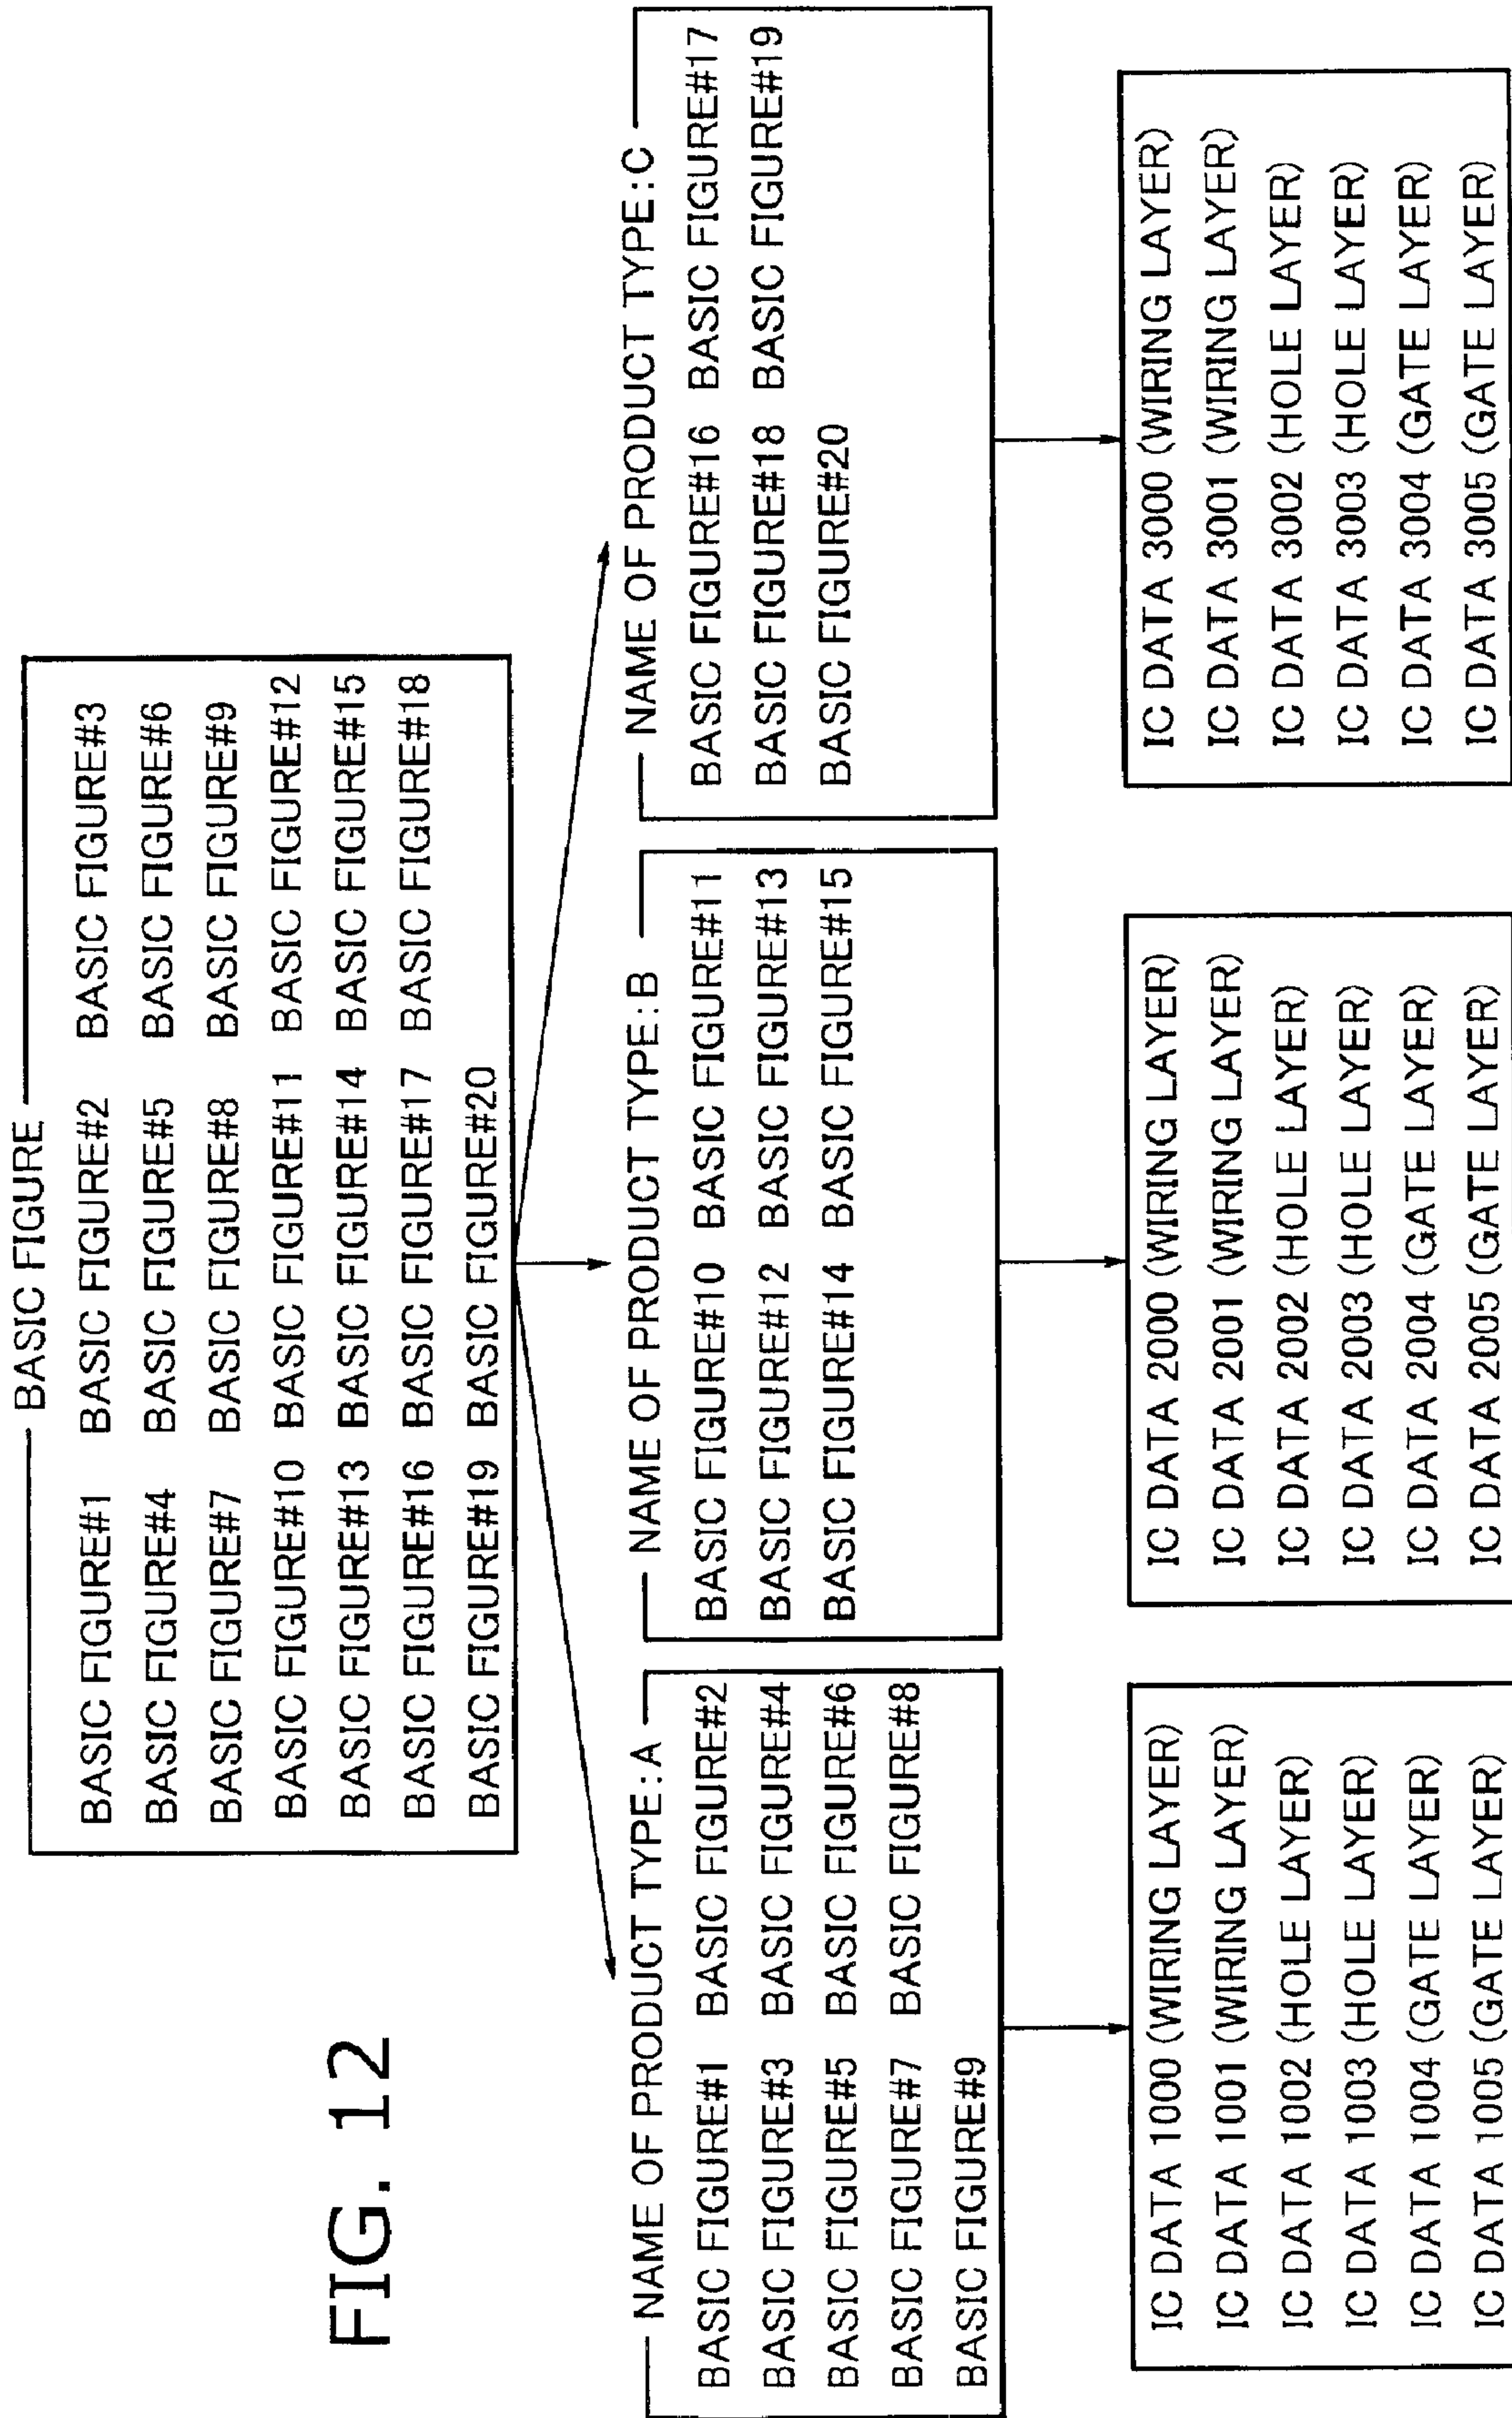 FIG. 12
BASIC FIGURE
BASIC FIGURE#1 BASIC FIGURE#2 BASIC FIGURE#3
BASIC FIGURE#4 BASIC FIGURE#5 BASIC FIGURE#6
BASIC FIGURE#7 BASIC FIGURE#8 BASIC FIGURE#9
BASIC FIGURE#10 BASIC FIGURE#11 BASIC FIGURE#12
BASIC FIGURE#13 BASIC FIGURE#14 BASIC FIGURE#15
BASIC FIGURE#16 BASIC FIGURE#17 BASIC FIGURE#18
BASIC FIGURE#19 BASIC FIGURE#20
NAME OF PRODUCT TYPE:A
BASIC FIGURE#1 BASIC FIGURE#2
BASIC FIGURE#3 BASIC FIGURE#4
BASIC FIGURE#5 BASIC FIGURE#6
BASIC FIGURE#7 BASIC FIGURE#8
BASIC FIGURE#9
NAME OF PRODUCT TYPE:B
BASIC FIGURE#10 BASIC FIGURE#11
BASIC FIGURE#12 BASIC FIGURE#13
BASIC FIGURE#14 BASIC FIGURE#15
NAME OF PRODUCT TYPE:C
BASIC FIGURE#16 BASIC FIGURE#17
BASIC FIGURE#18 BASIC FIGURE#19
BASIC FIGURE#20
IC DATA 1000 (WIRING LAYER)
IC DATA 1001 (WIRING LAYER)
IC DATA 1002 (HOLE LAYER)
IC DATA 1003 (HOLE LAYER)
IC DATA 1004 (GATE LAYER)
IC DATA 1005 (GATE LAYER)
IC DATA 2000 (WIRING LAYER)
IC DATA 2001 (WIRING LAYER)
IC DATA 2002 (HOLE LAYER)
IC DATA 2003 (HOLE LAYER)
IC DATA 2004 (GATE LAYER)
IC DATA 2005 (GATE LAYER)
IC DATA 3000 (WIRING LAYER)
IC DATA 3001 (WIRING LAYER)
IC DATA 3002 (HOLE LAYER)
IC DATA 3003 (HOLE LAYER)
IC DATA 3004 (GATE LAYER)
IC DATA 3005 (GATE LAYER)